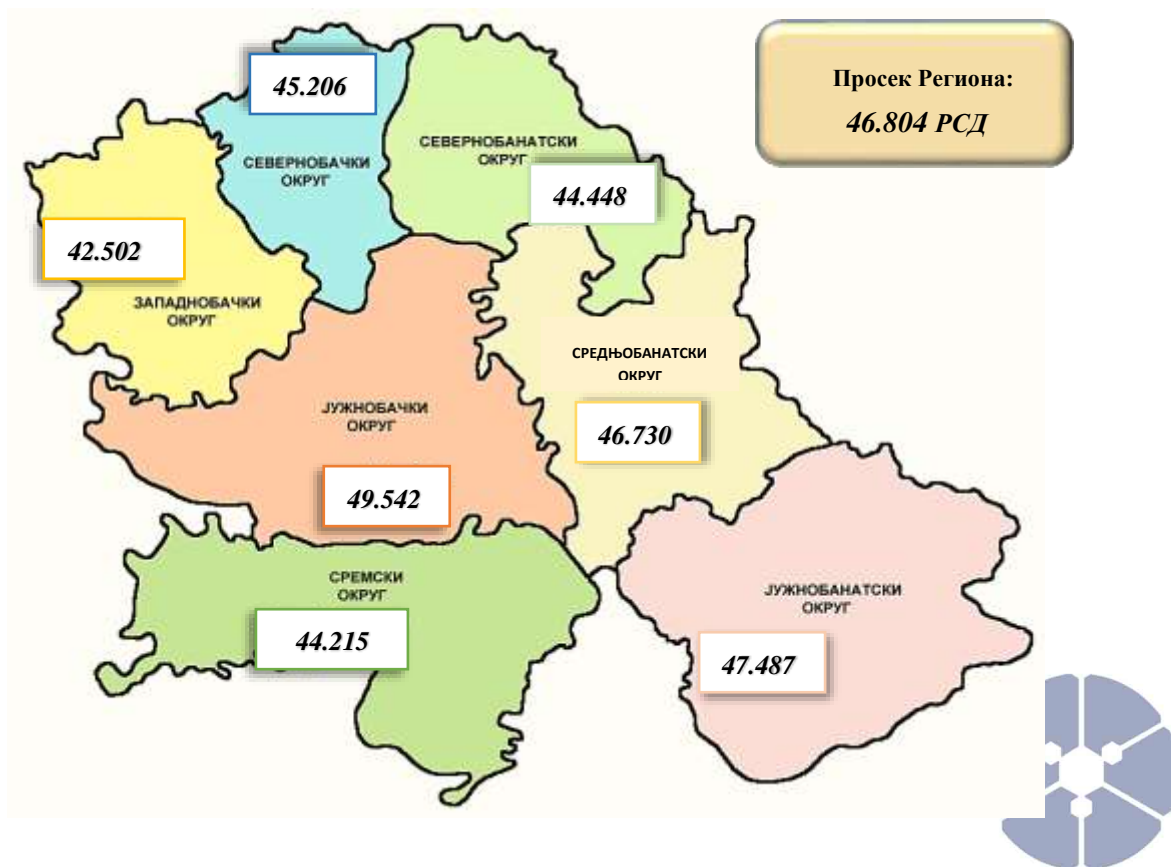 Просек Региона:
46.804 РСД
45.206
СЕВЕРНОБАЧКИ
ОКРУГ
СЕВЕРНОБАНАТСКИ
ОКРУГ
44.448
42.502
ЗАПАДНОБАЧКИ
ОКРУГ
СРЕДЊОБАНАТСКИ
ОКРУГ
46.730
ЈУЖНОБАЧКИ
ОКРУГ
49.542
СРЕМСКИ
ОКРУГ
44.215
ЈУЖНОБАНАТСКИ
ОКРУГ
47.487